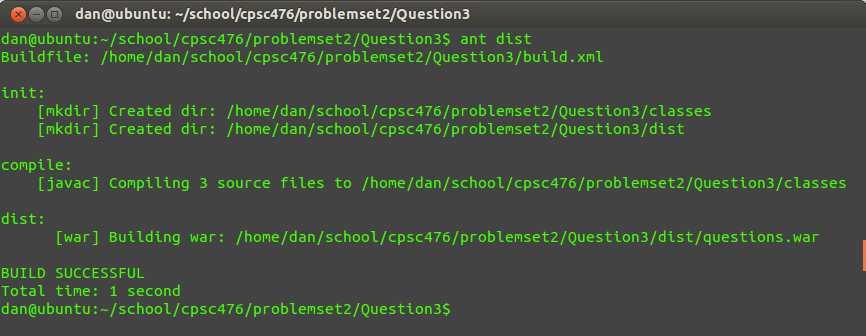 dan@ubuntu: ~/school/cpsc476/problemset2/Question3
dan@ubuntu:~/school/cpsc476/problemset2/Question3$ ant dist
Buildfile: /home/dan/school/cpsc476/problemset2/Question3/build.xml
init:
[mkdir] Created dir: /home/dan/school/cpsc476/problemset2/Question3/classes
[mkdir] Created dir: /home/dan/school/cpsc476/problemset2/Question3/dist
compile:
[javac] Compiling 3 source files to /home/dan/school/cpsc476/problemset2/Question3/classes
dist:
[war] Building war: /home/dan/school/cpsc476/problemset2/Question3/dist/questions.war
BUILD SUCCESSFUL
Total time: 1 second
dan@ubuntu:~/school/cpsc476/problemset2/Question3$